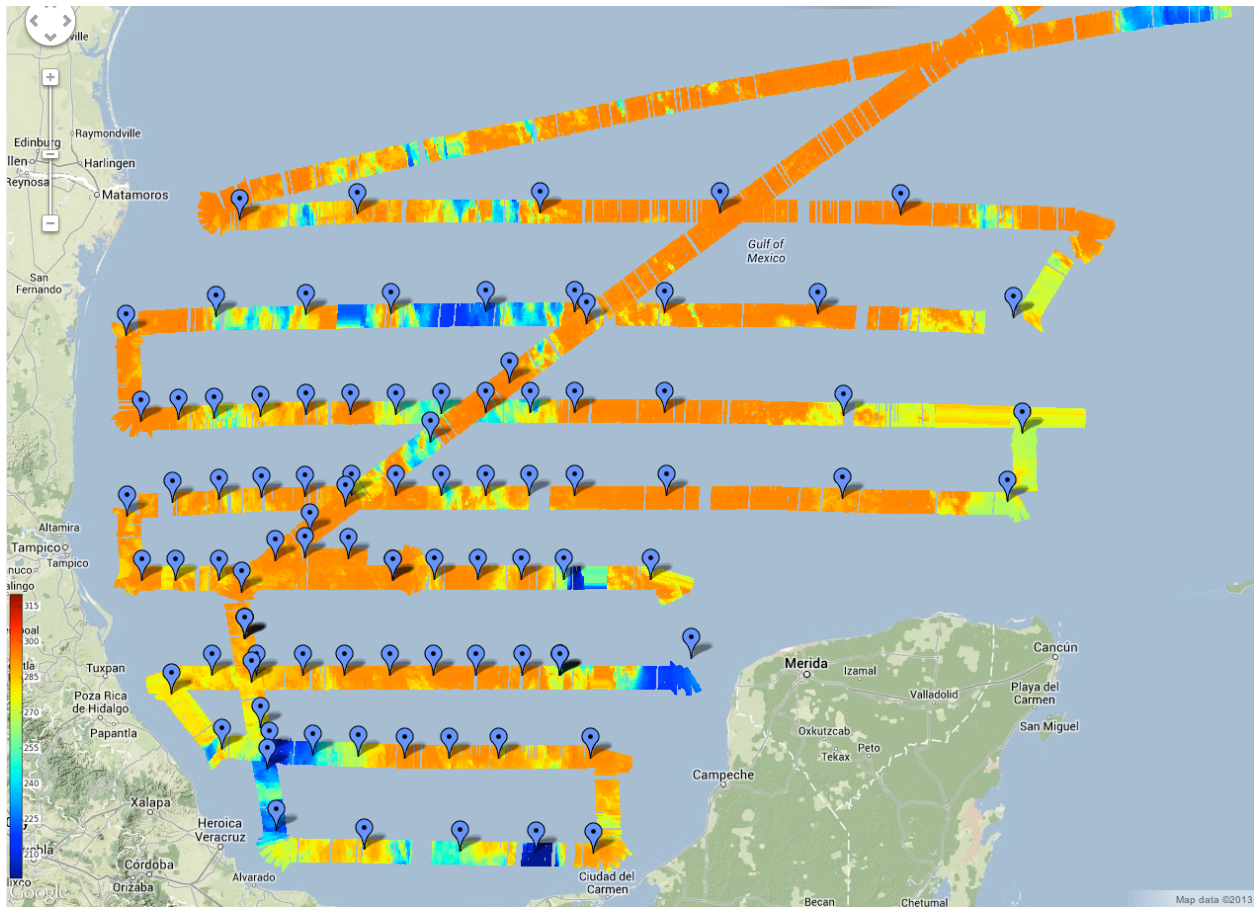 ville
Raymondville
Edinburg
llen
Harlingen
Reynosa
Matamoros
Gulf of
Mexico
San
Fernando
Altamira
Tampico
Tampico
anuco
alingo
315
300
285
270
255
240
225
210
Tuxpan
Poza Rica
de Hidalgo
Papantla
Xalapa
Heroica
Veracruz
Córdoba
Orizaba
Alvarado
Google
Merida
Izamal
Cancún
Valladolid
Playa del
Carmen
San Miguel
Oxkutzcab
Tekax
Peto
Campeche
Ciudad del
Carmen
Becan
Chetumal
Map data ©2013